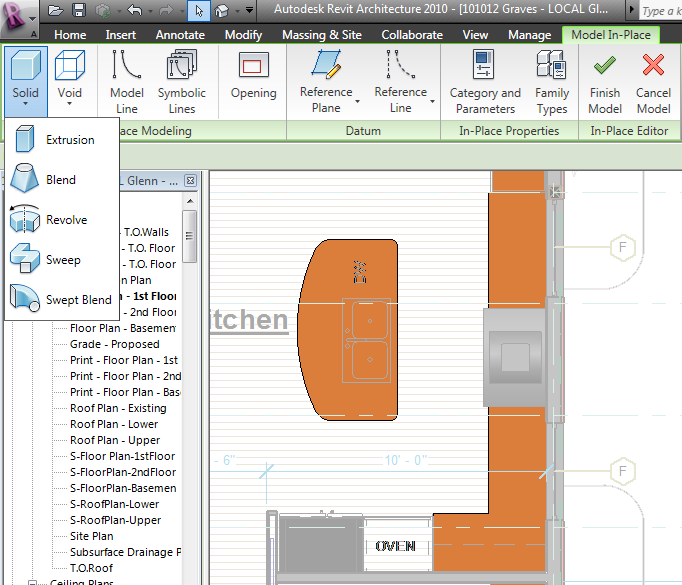 Autodesk Revit Architecture 2010 - [101012 Graves - LOCAL Gl...
Type a k
Home Insert Annotate Modify Massing & Site Collaborate View Manage Model In-Place
Solid Void Model Line Symbolic Lines Opening Reference Plane Reference Line Category and Parameters Family Types Finish Model Cancel Model
ace Modeling Datum In-Place Properties In-Place Editor
Extrusion
Blend
Revolve
Sweep
Swept Blend
L Glenn - ...
- T.O.Walls
- T.O. Floor
- T.O. Floor
n Plan
n - 1st Floor
- 2nd Floor
Floor Plan - Basemen
Grade - Proposed
Print - Floor Plan - 1st
Print - Floor Plan - 2nd
Print - Floor Plan - Bas
Roof Plan - Existing
Roof Plan - Lower
Roof Plan - Upper
S-Floor Plan-1stFloor
S-FloorPlan-2ndFloor
S-FloorPlan-Basemen
S-RoofPlan-Lower
S-RoofPlan-Upper
Site Plan
Subsurface Drainage P
T.O.Roof
Ceiling Plans
DW
itchen
F
- 6"
10' - 0"
F
OVEN